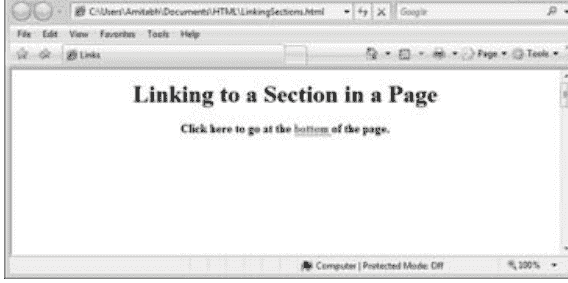 C:\Users\Amitabh\Documents\HTML\LinkingSections.html Google
File Edit View Favorites Tools Help
Links Page Tools
Linking to a Section in a Page
Click here to go at the bottom of the page.
Computer | Protected Mode: Off 100%